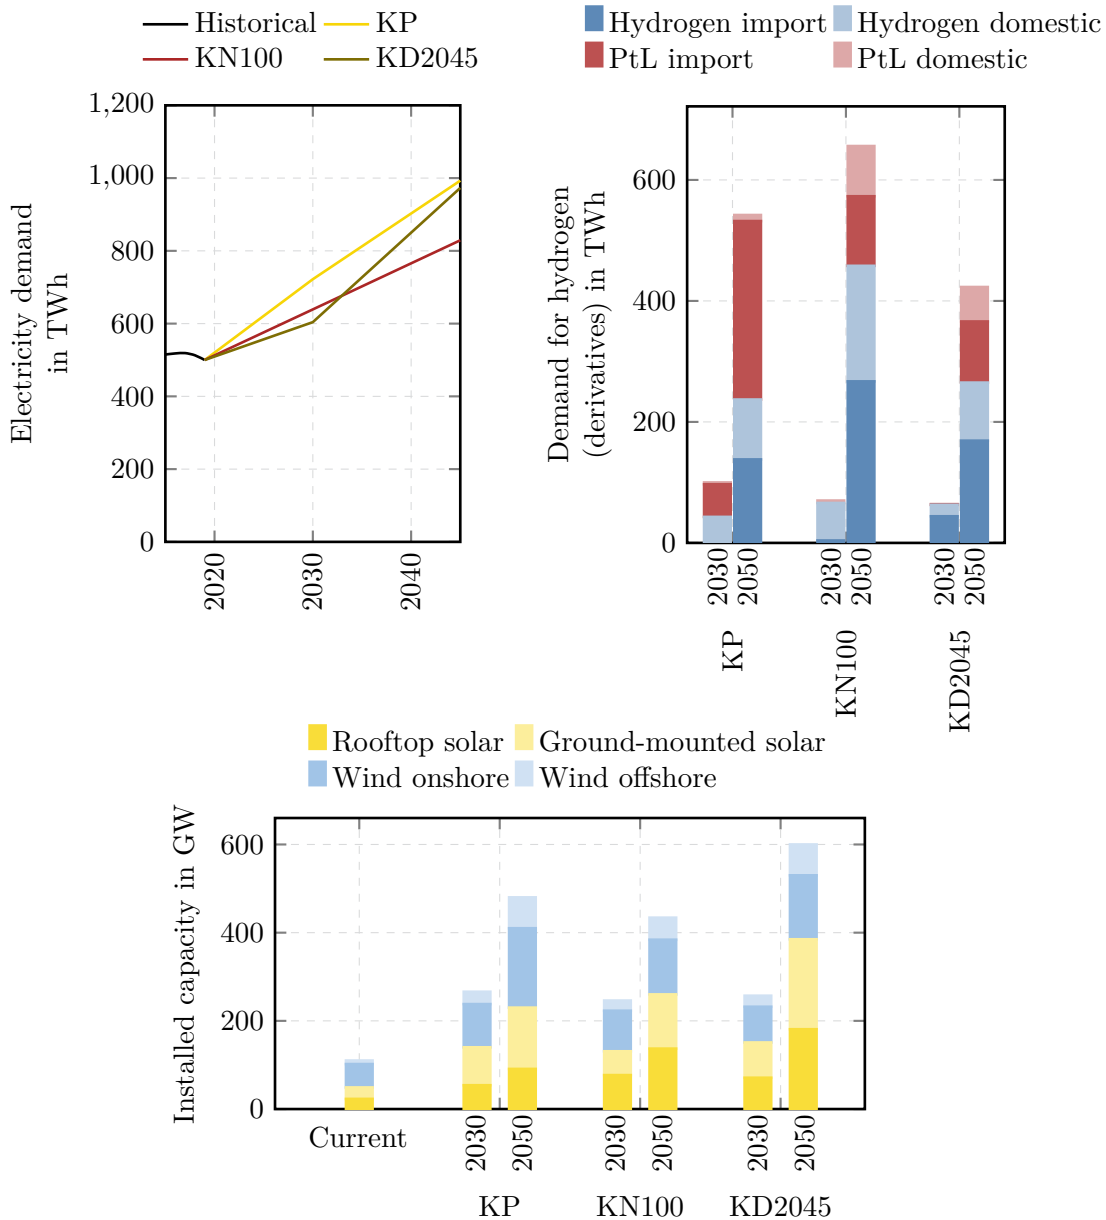 Historical KP
KN100 KD2045
1,200
1,000
800
600
400
200
0
Electricity demand
in TWh
2020 2030 2040
Hydrogen import Hydrogen domestic
PtL import PtL domestic
600
400
200
0
Demand for hydrogen
(derivatives) in TWh
2030 2050 2030 2050 2030 2050
KP KN100 KD2045
Rooftop solar Ground-mounted solar
Wind onshore Wind offshore
600
400
200
0
Installed capacity in GW
Current 2030 2050 2030 2050 2030 2050
KP KN100 KD2045